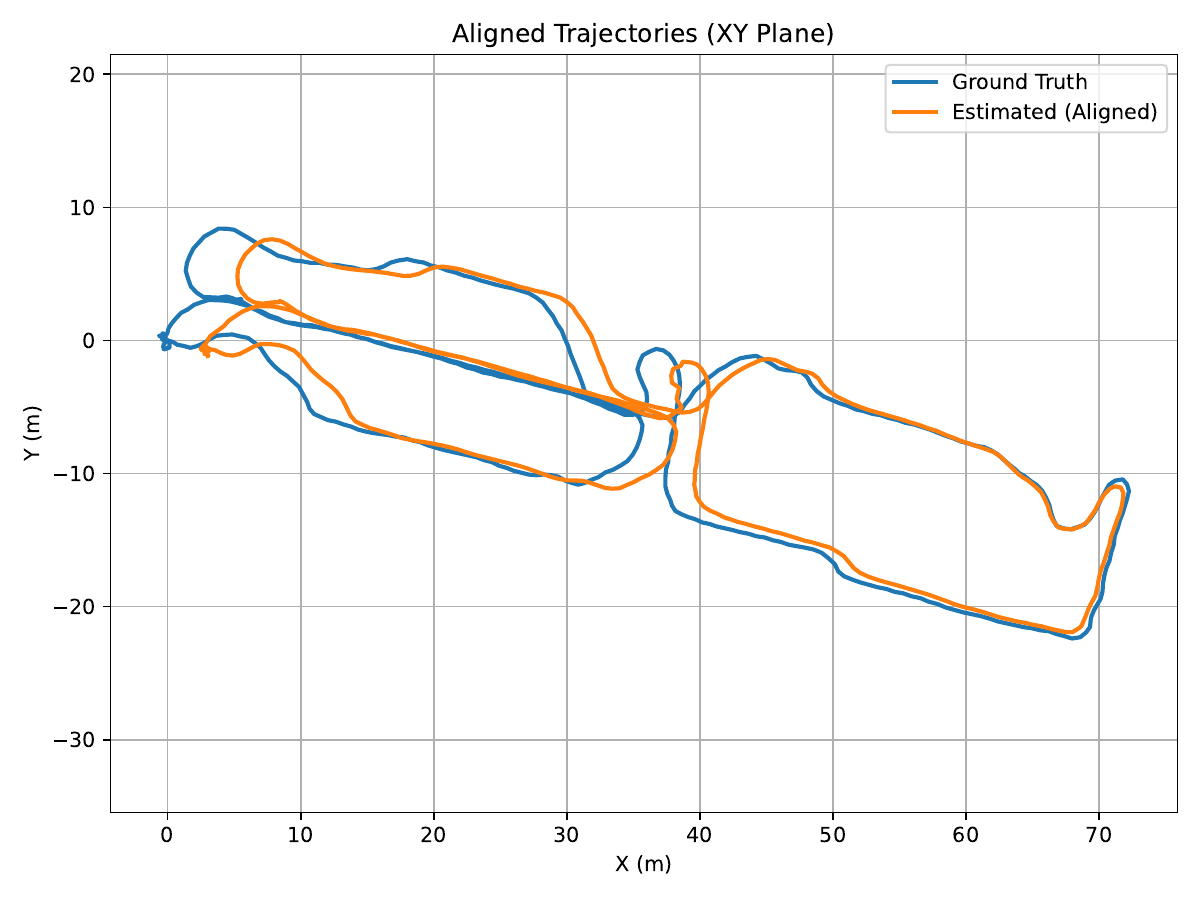 Aligned Trajectories (XY Plane)
Ground Truth
Estimated (Aligned)
20
10
0
−10
−20
−30
Y (m)
0 10 20 30 40 50 60 70
X (m)